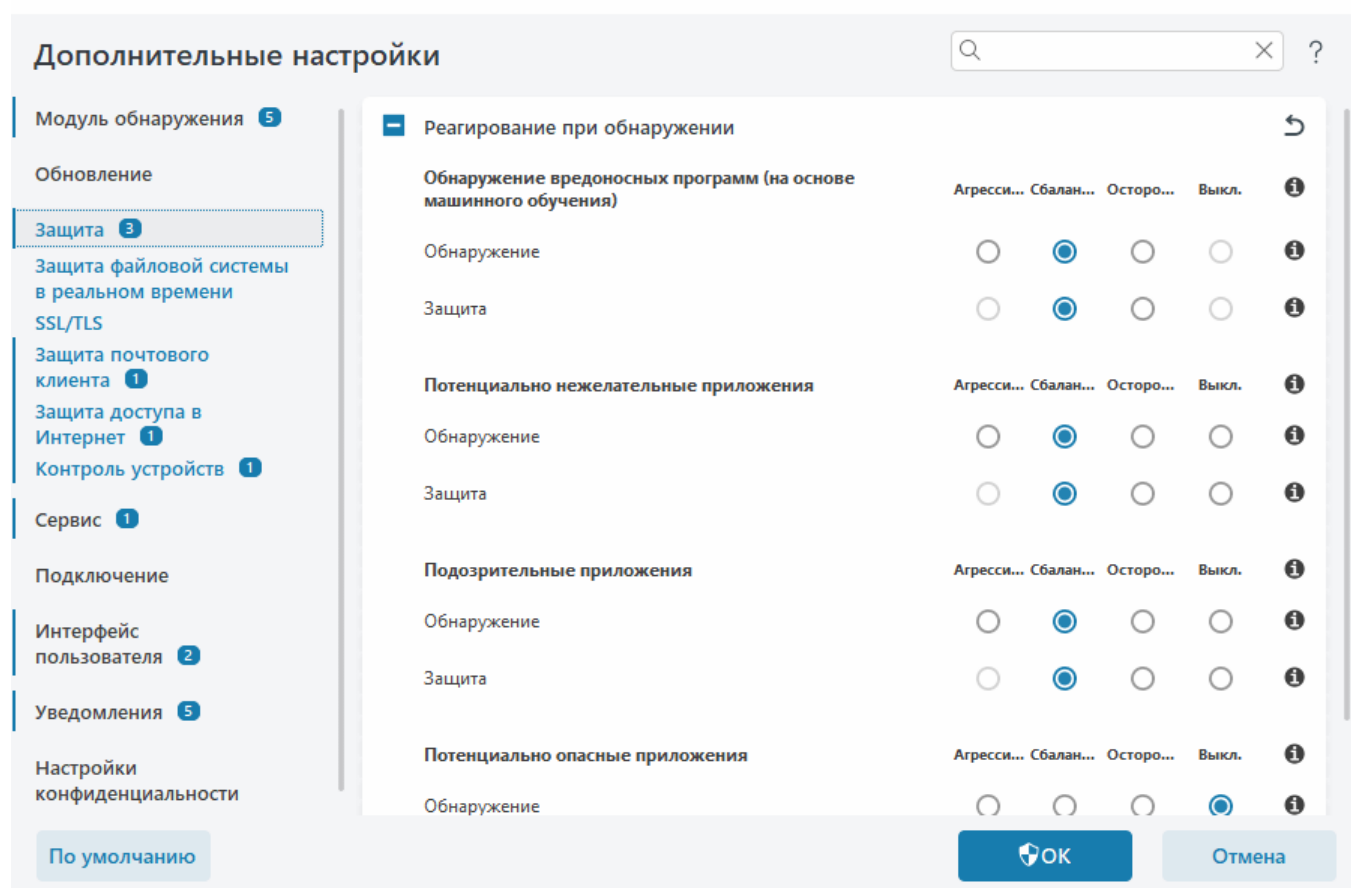 Дополнительные настройки
?
Модуль обнаружения 5
Обновление
Защита 3
Защита файловой системы
в реальном времени
SSL/TLS
Защита почтового
клиента 1
Защита доступа в
Интернет 1
Контроль устройств 1
Сервис 1
Подключение
Интерфейс
пользователя 2
Уведомления 5
Настройки
конфиденциальности
Реагирование при обнаружении
Обнаружение вредоносных программ (на основе
машинного обучения)
Агресси... Сбалан... Осторо... Выкл.
Обнаружение
Защита
Потенциально нежелательные приложения Агресси... Сбалан... Осторо... Выкл.
Обнаружение
Защита
Подозрительные приложения Агресси... Сбалан... Осторо... Выкл.
Обнаружение
Защита
Потенциально опасные приложения Агресси... Сбалан... Осторо... Выкл.
Обнаружение
По умолчанию
ОК
Отмена